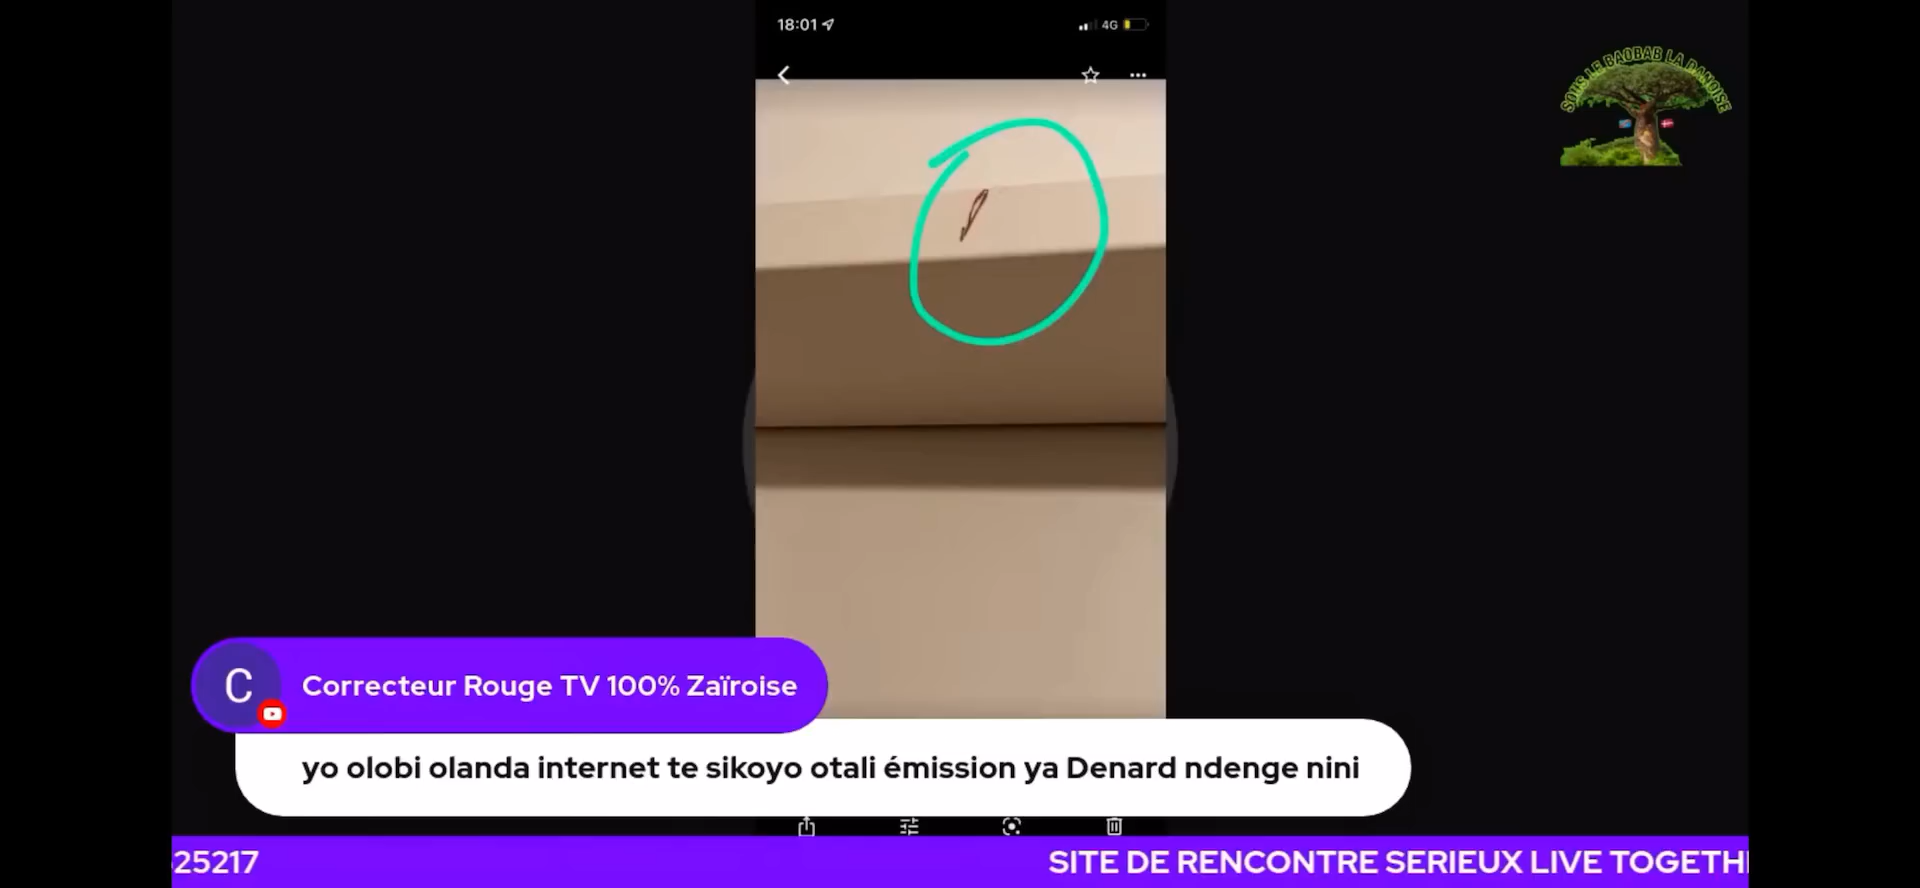 18:01
4G
SOUS LE BAOBAB LA DANOISE
C
Correcteur Rouge TV 100% Zaïroise
yo olobi olanda internet te sikoyo otali émission ya Denard ndenge nini
25217
SITE DE RENCONTRE SERIEUX LIVE TOGETH